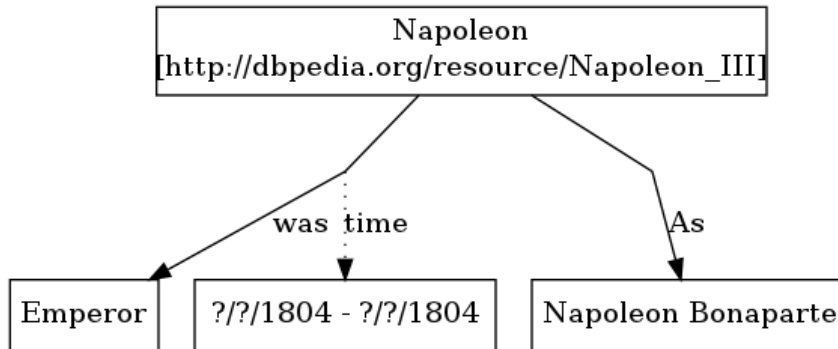 Napoleon
[http://dbpedia.org/resource/Napoleon_III]
was time
As
Emperor
?/?/1804 - ?/?/1804
Napoleon Bonaparte